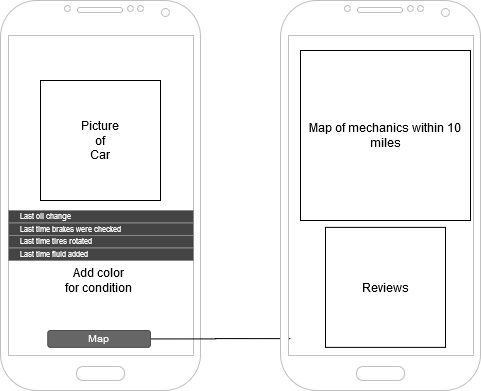 Picture
of
Car
Last oil change
Last time brakes were checked
Last time tires rotated
Last time fluid added
Add color
for condition
Map
Map of mechanics within 10
miles
Reviews